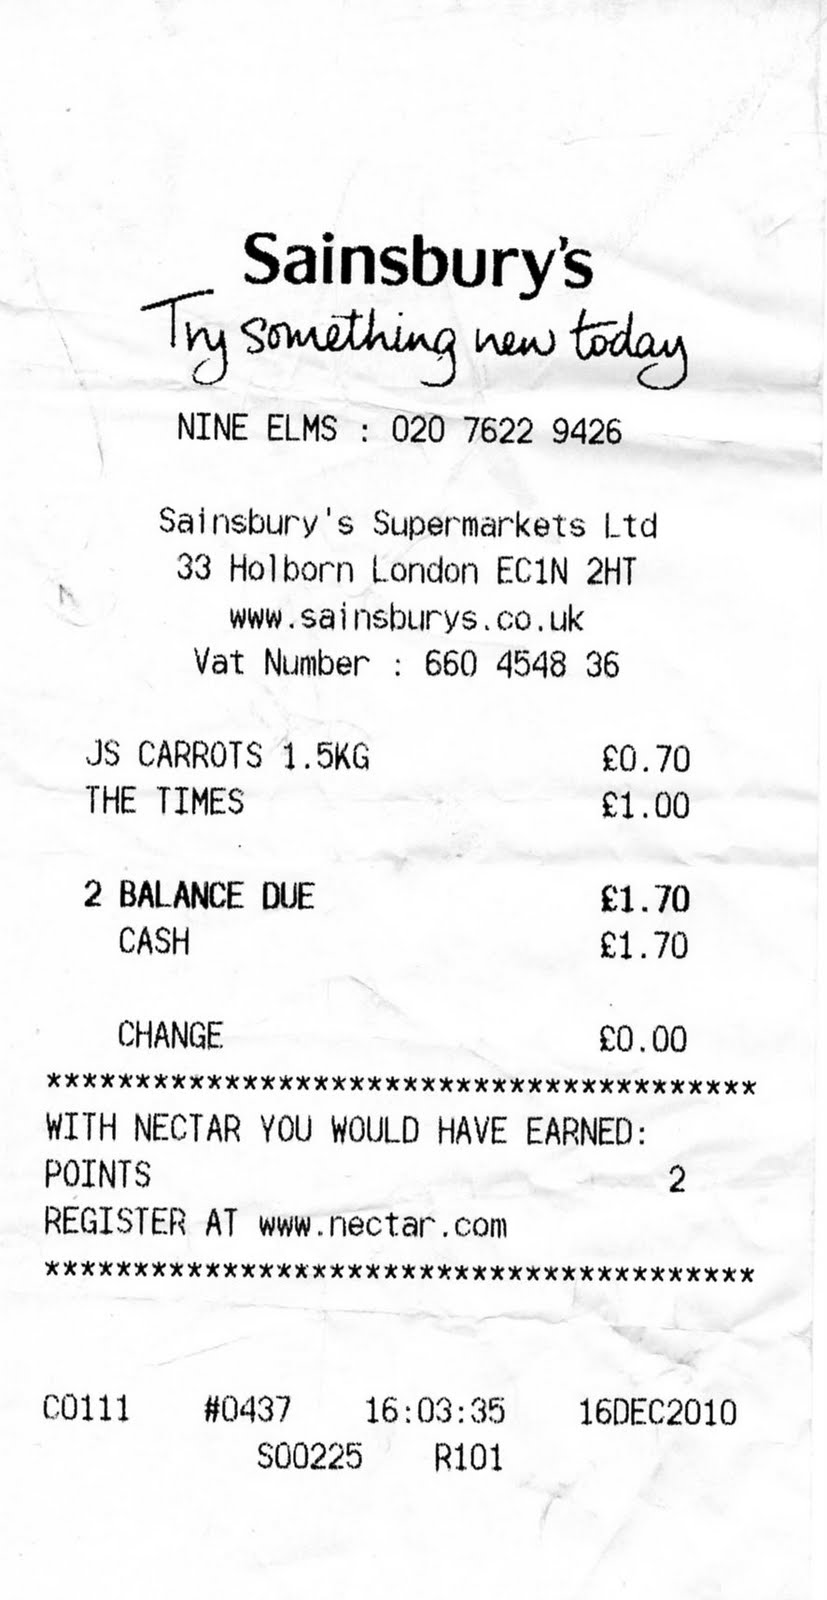 Sainsbury's
Try something new today
NINE ELMS : 020 7622 9426
Sainsbury's Supermarkets Ltd
33 Holborn London EC1N 2HT
www.sainsburys.co.uk
Vat Number : 660 4548 36
JS CARROTS 1.5KG £0.70
THE TIMES £1.00
2 BALANCE DUE £1.70
CASH £1.70
CHANGE £0.00
****************************************
WITH NECTAR YOU WOULD HAVE EARNED:
POINTS 2
REGISTER AT www.nectar.com
****************************************
C0111 #0437 16:03:35 16DEC2010
S00225 R101